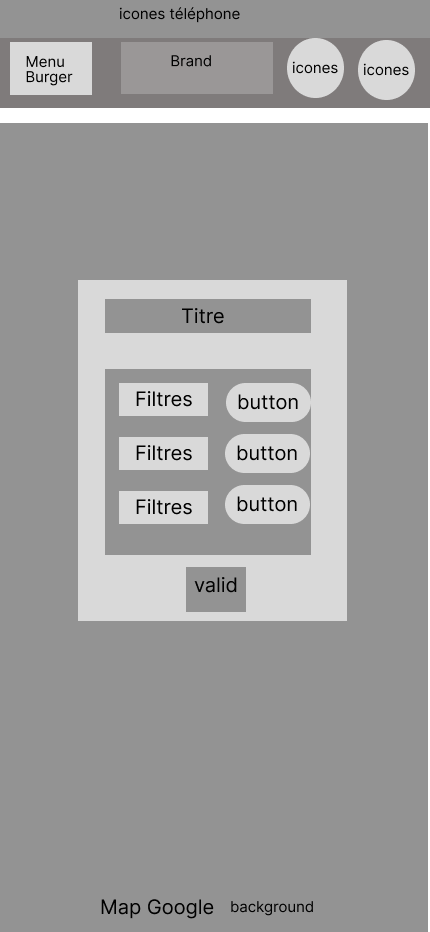 icones téléphone
Menu
Burger
Brand
icones
icones
Titre
Filtres
button
Filtres
button
Filtres
button
valid
Map Google background